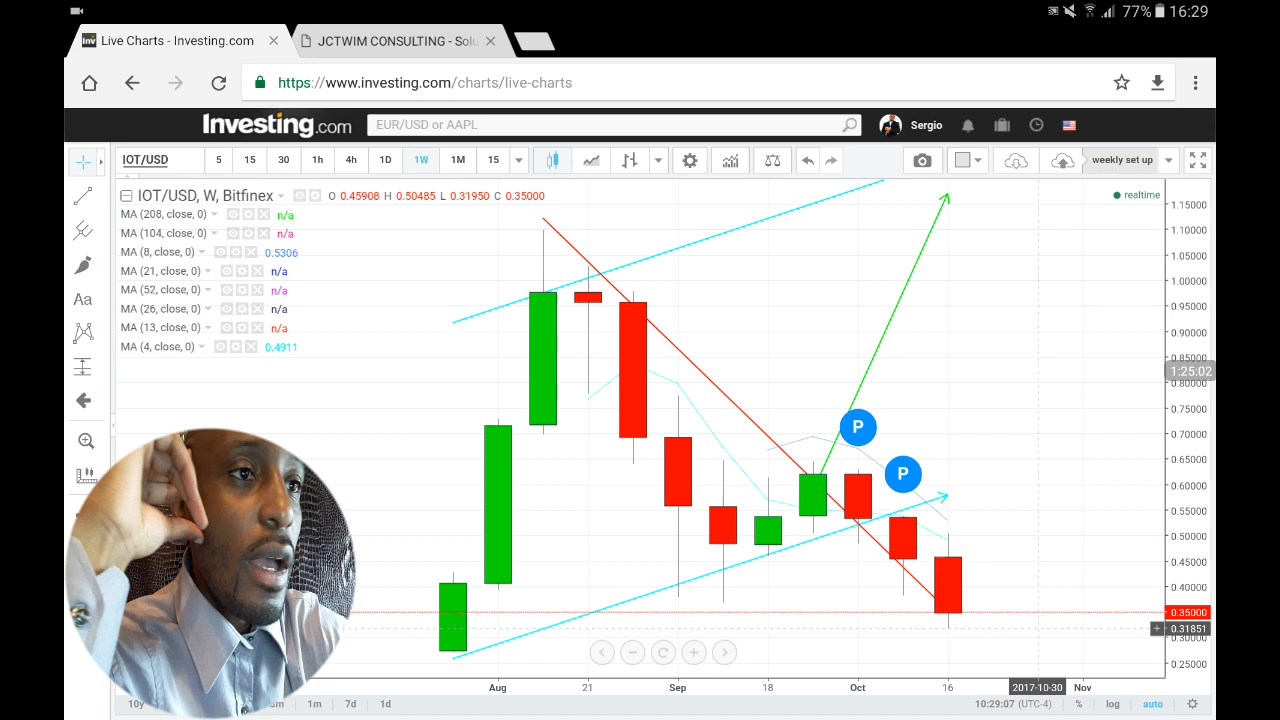 77% 16:29
Live Charts - Investing.com
JCTWIM CONSULTING - Solu
https://www.investing.com/charts/live-charts
Investing.com
EUR/USD or AAPL
Sergio
IOT/USD
5 15 30 1h 4h 1D 1W 1M 15
weekly set up
IOT/USD, W, Bitfinex
O 0.45908 H 0.50485 L 0.31950 C 0.35000
realtime
MA (208, close, 0) n/a
MA (104, close, 0) n/a
MA (8, close, 0) 0.5306
MA (21, close, 0) n/a
MA (52, close, 0) n/a
MA (26, close, 0) n/a
MA (13, close, 0) n/a
MA (4, close, 0) 0.4911
Aa
P
P
1.15000
1.10000
1.05000
1.00000
0.95000
0.90000
0.85000
1:25:02
0.80000
0.75000
0.70000
0.65000
0.60000
0.55000
0.50000
0.45000
0.40000
0.35000
0.31851
0.30000
0.25000
Aug 21 Sep 18 Oct 16 2017-10-30 Nov
10y 1m 7d 1d
10:29:07 (UTC-4) % log auto